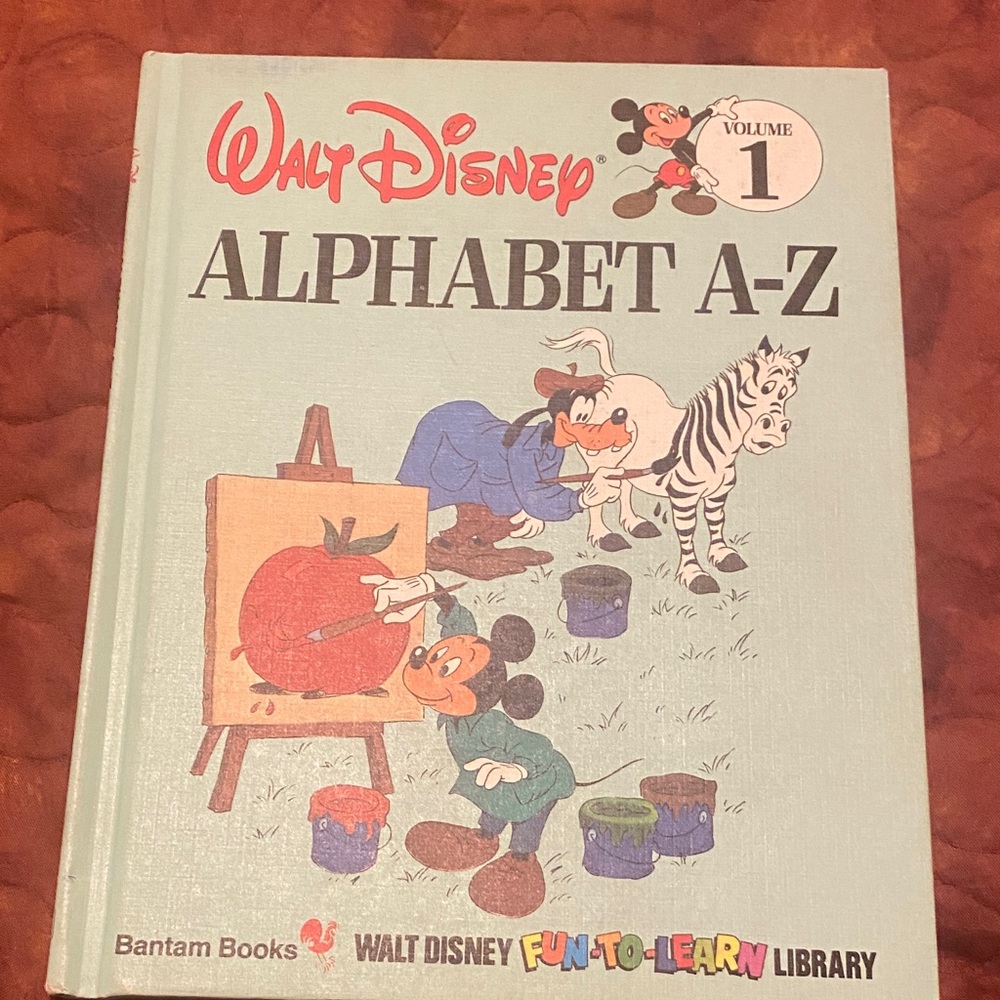 WALT DISNEY®
VOLUME
1
ALPHABET A-Z
Bantam Books WALT DISNEY FUN-TO-LEARN LIBRARY